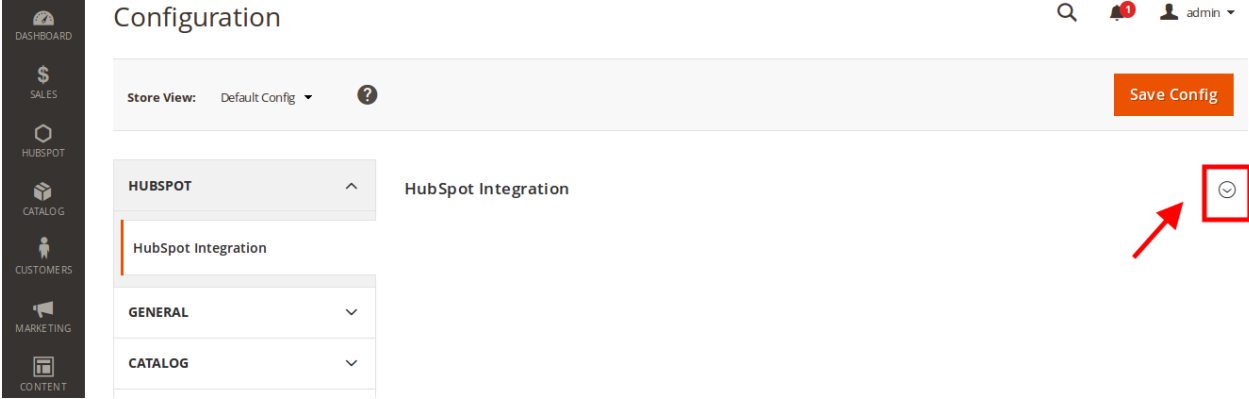 Configuration
1
admin
DASHBOARD
SALES
HUBSPOT
CATALOG
CUSTOMERS
MARKETING
CONTENT
Store View: Default Config ?
Save Config
HUBSPOT
HubSpot Integration
GENERAL
CATALOG
HubSpot Integration